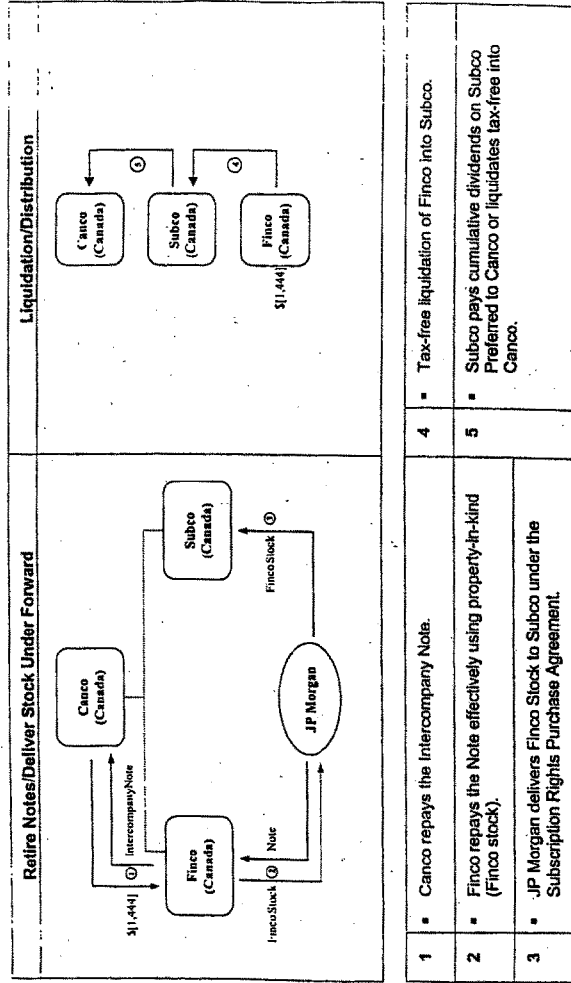 Retire Notes/Deliver Stock Under Forward
Canco
(Canada)
$[1,444]
①
IntercompanyNote
Finco
(Canada)
Subco
(Canada)
FincoStock ②
Note
FincoStock ③
JP Morgan
Liquidation/Distribution
Canco
(Canada)
⑤
Subco
(Canada)
④
Finco
(Canada)
$[1,444]
1 ▪ Canco repays the Intercompany Note.
2 ▪ Finco repays the Note effectively using property-in-kind
(Finco stock).
3 ▪ JP Morgan delivers Finco Stock to Subco under the
Subscription Rights Purchase Agreement.
4 ▪ Tax-free liquidation of Finco into Subco.
5 ▪ Subco pays cumulative dividends on Subco
Preferred to Canco or liquidates tax-free into
Canco.